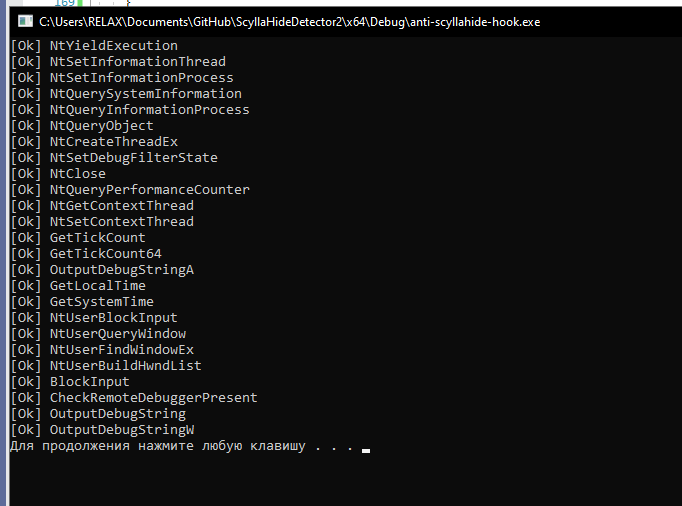 169
}
C:\Users\RELAX\Documents\GitHub\ScyllaHideDetector2\x64\Debug\anti-scyllahide-hook.exe
[Ok] NtYieldExecution
[Ok] NtSetInformationThread
[Ok] NtSetInformationProcess
[Ok] NtQuerySystemInformation
[Ok] NtQueryInformationProcess
[Ok] NtQueryObject
[Ok] NtCreateThreadEx
[Ok] NtSetDebugFilterState
[Ok] NtClose
[Ok] NtQueryPerformanceCounter
[Ok] NtGetContextThread
[Ok] NtSetContextThread
[Ok] GetTickCount
[Ok] GetTickCount64
[Ok] OutputDebugStringA
[Ok] GetLocalTime
[Ok] GetSystemTime
[Ok] NtUserBlockInput
[Ok] NtUserQueryWindow
[Ok] NtUserFindWindowEx
[Ok] NtUserBuildHwndList
[Ok] BlockInput
[Ok] CheckRemoteDebuggerPresent
[Ok] OutputDebugString
[Ok] OutputDebugStringW
Для продолжения нажмите любую клавишу . . .